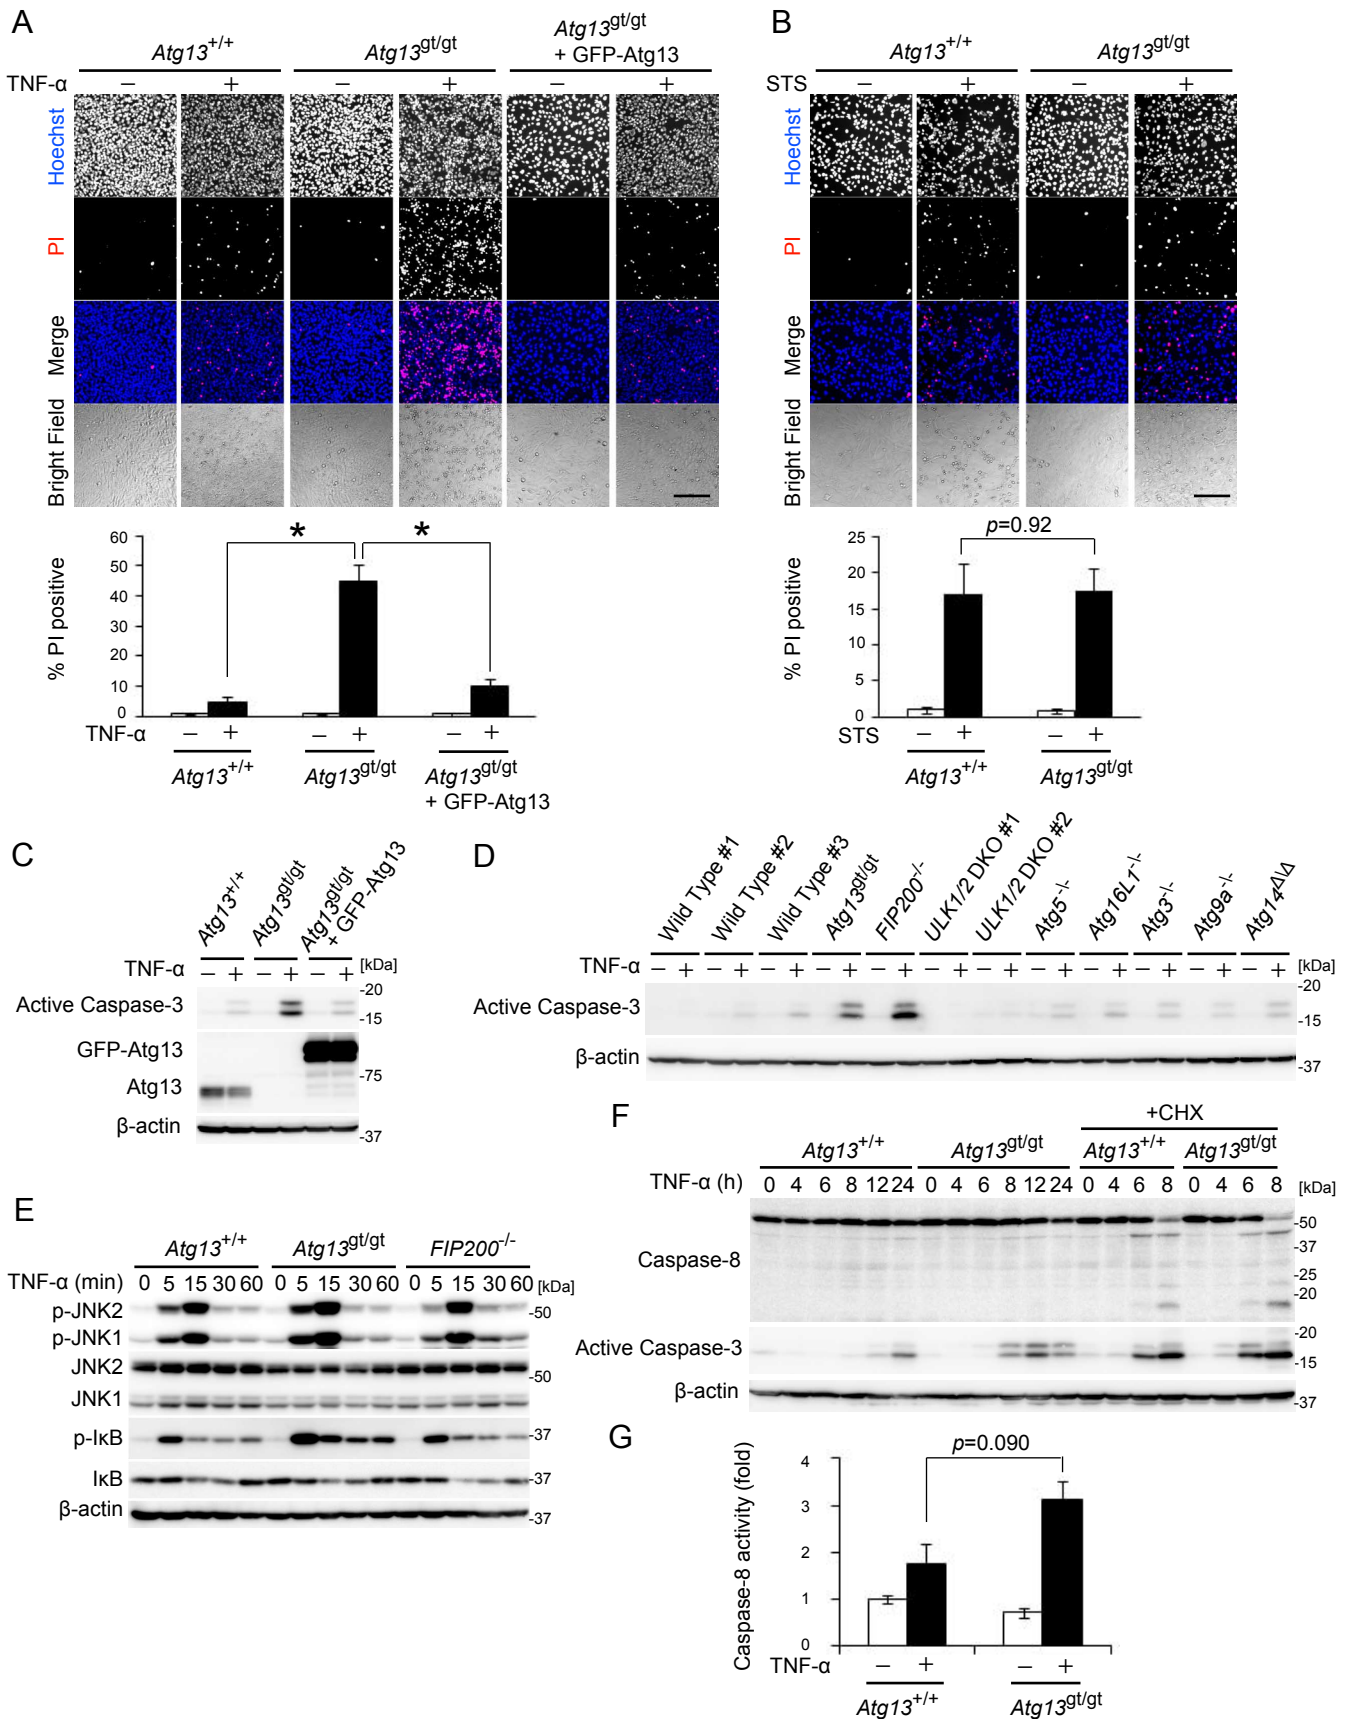 A
Atg13+/+
Atg13gt/gt
Atg13gt/gt
+ GFP-Atg13
TNF-α – + – + – +
Hoechst
PI
Merge
Bright Field
% PI positive
60
50
40
30
20
10
0
* *
TNF-α – + – + – +
Atg13+/+ Atg13gt/gt Atg13gt/gt
+ GFP-Atg13
B
Atg13+/+ Atg13gt/gt
STS – + – +
Hoechst
PI
Merge
Bright Field
% PI positive
25
20
15
10
5
0
p=0.92
STS – + – +
Atg13+/+ Atg13gt/gt
C
Atg13+/+
Atg13gt/gt
Atg13gt/gt
+ GFP-Atg13
TNF-α – + – + – + [kDa]
Active Caspase-3
-20
-15
GFP-Atg13
-75
Atg13
β-actin
-37
D
Wild Type #1
Wild Type #2
Wild Type #3
Atg13gt/gt
FIP200-/-
ULK1/2 DKO #1
ULK1/2 DKO #2
Atg5-\-
Atg16L1-\-
Atg3-\-
Atg9a-\-
Atg14Δ\Δ
TNF-α – + – + – + – + – + – + – + – + – + – + – + – + [kDa]
Active Caspase-3
-20
-15
β-actin
-37
E
Atg13+/+ Atg13gt/gt FIP200-/-
TNF-α (min) 0 5 15 30 60 0 5 15 30 60 0 5 15 30 60 [kDa]
p-JNK2
-50
p-JNK1
JNK2
-50
JNK1
p-IκB
-37
IκB
-37
β-actin
-37
F
+CHX
Atg13+/+ Atg13gt/gt Atg13+/+ Atg13gt/gt
TNF-α (h) 0 4 6 8 12 24 0 4 6 8 12 24 0 4 6 8 0 4 6 8 [kDa]
Caspase-8
-50
-37
-25
-20
Active Caspase-3
-20
-15
β-actin
-37
G
Caspase-8 activity (fold)
4
3
2
1
0
p=0.090
TNF-α – + – +
Atg13+/+ Atg13gt/gt